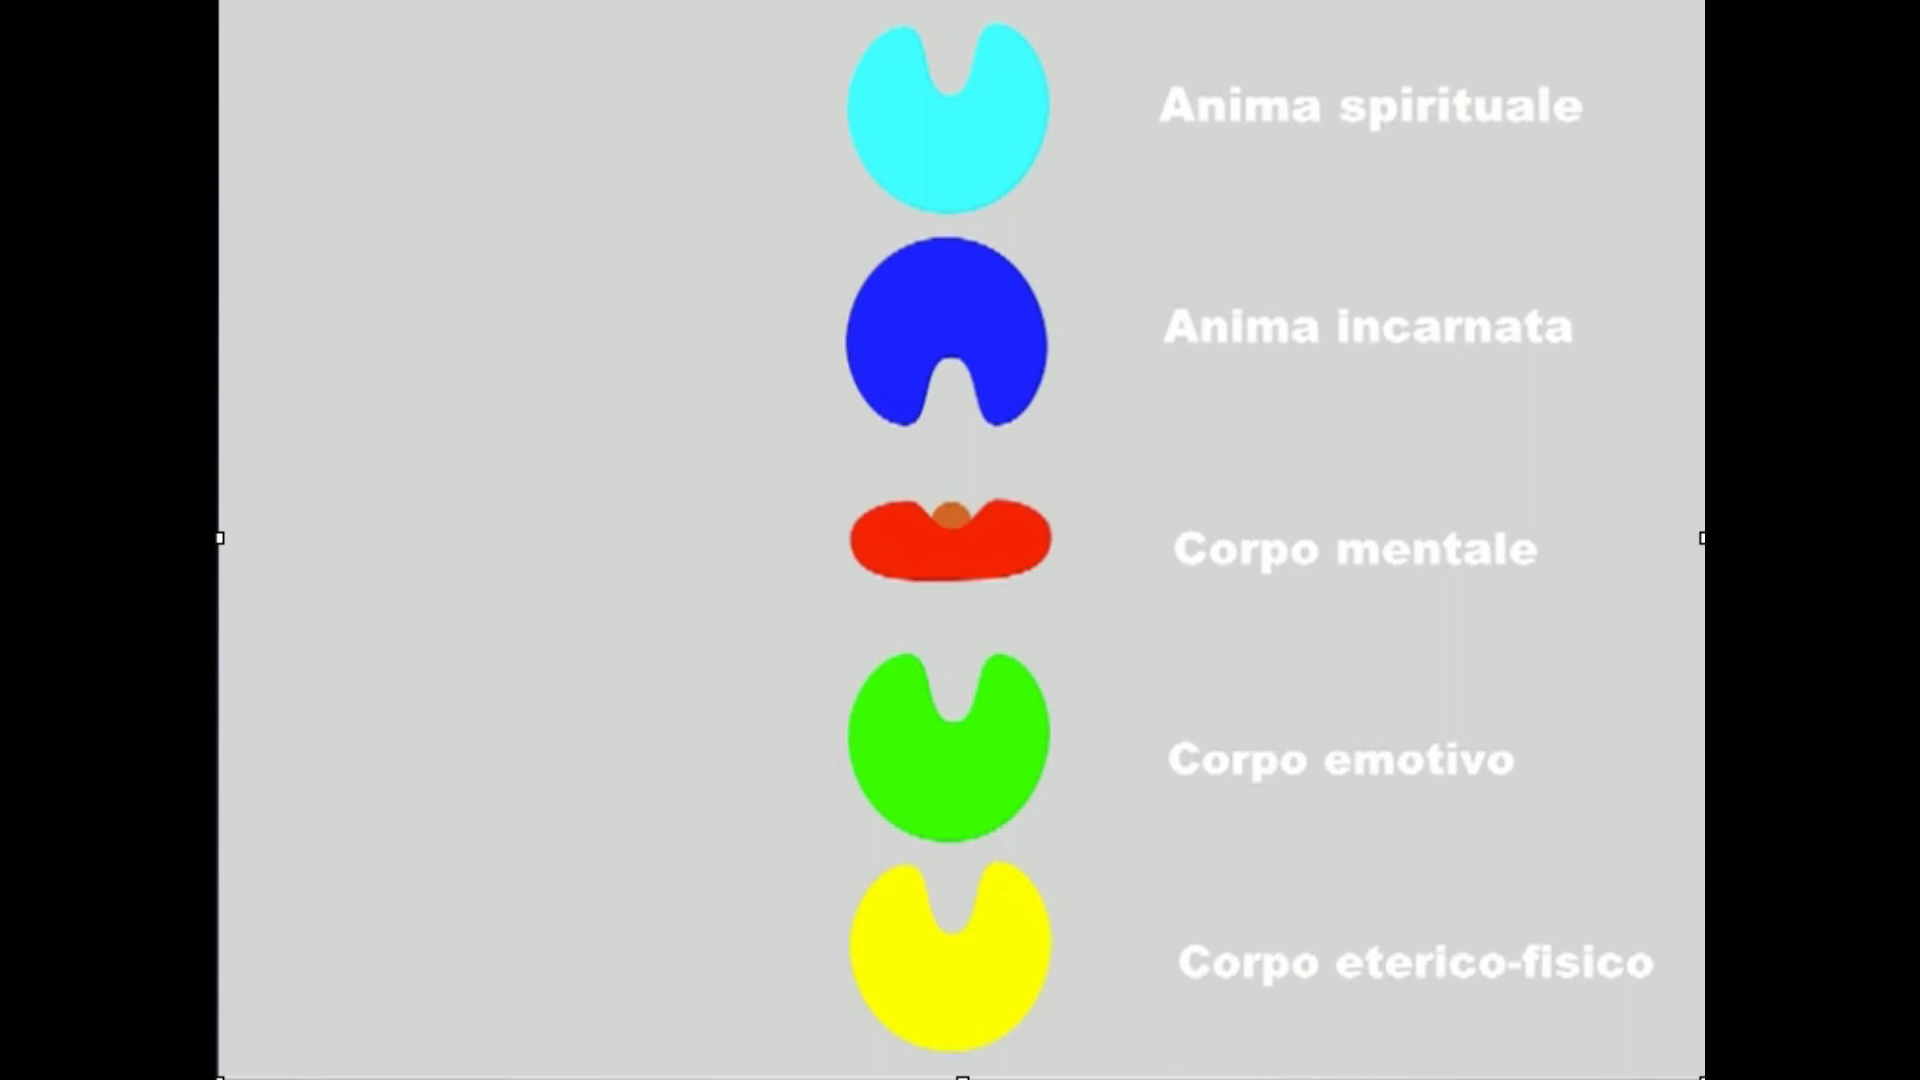 Anima spirituale
Anima incarnata
Corpo mentale
Corpo emotivo
Corpo eterico-fisico